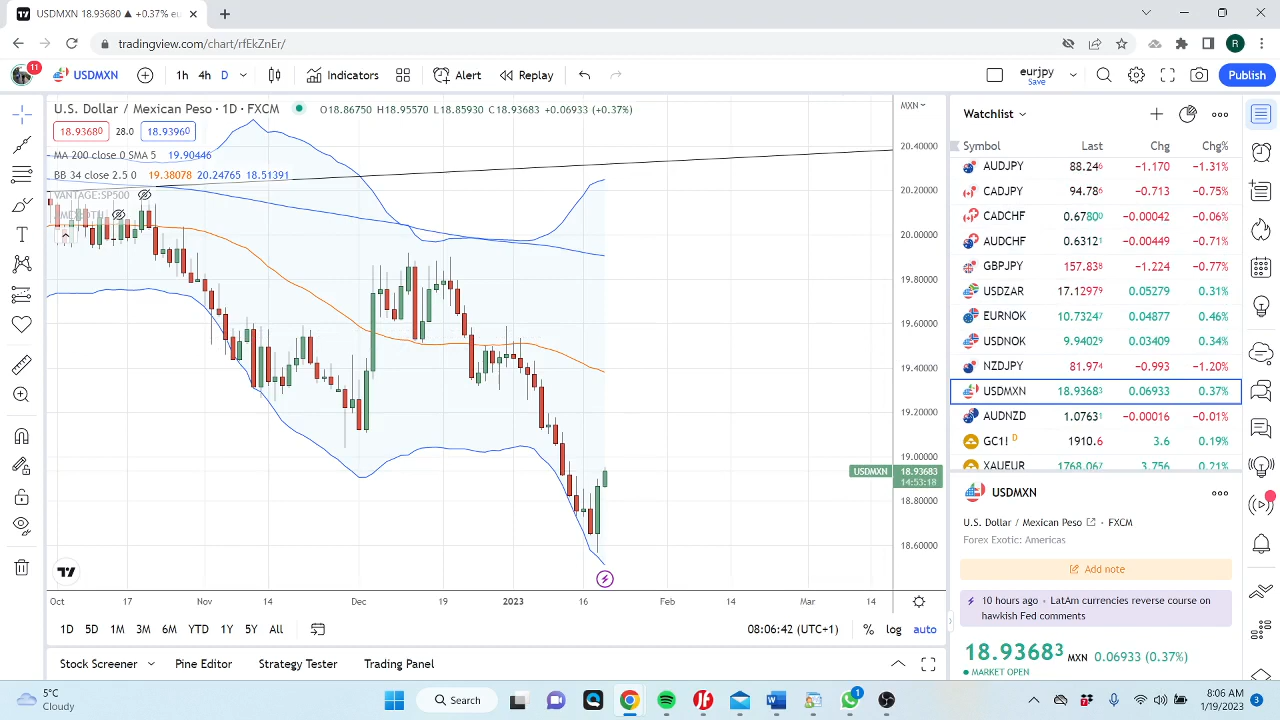 USDMXN 18.93680 ▲ +0.37% eu
tradingview.com/chart/rfEkZnEr/
R
11
USDMXN
1h 4h D
Indicators
Alert
Replay
eurjpy
Save
Publish
U.S. Dollar / Mexican Peso · 1D · FXCM
O18.86750 H18.95570 L18.85930 C18.93683 +0.06933 (+0.37%)
MXN
18.93680 28.0 18.93960
MA 200 close 0 SMA 5 19.90446
BB 34 close 2.5 0 19.38078 20.24765 18.51391
VANTAGE:SP500
20.40000
20.20000
20.00000
19.80000
19.60000
19.40000
19.20000
19.00000
USDMXN 18.93683
14:53:18
18.80000
18.60000
Oct 17 Nov 14 Dec 19 2023 16 Feb 14 Mar 14
1D 5D 1M 3M 6M YTD 1Y 5Y All
08:06:42 (UTC+1) % log auto
Stock Screener Pine Editor Strategy Tester Trading Panel
Watchlist
Symbol Last Chg Chg%
AUDJPY 88.246 −1.170 −1.31%
CADJPY 94.786 −0.713 −0.75%
CADCHF 0.67800 −0.00042 −0.06%
AUDCHF 0.63121 −0.00449 −0.71%
GBPJPY 157.838 −1.224 −0.77%
USDZAR 17.12979 0.05279 0.31%
EURNOK 10.73247 0.04877 0.46%
USDNOK 9.94029 0.03409 0.34%
NZDJPY 81.974 −0.993 −1.20%
USDMXN 18.93683 0.06933 0.37%
AUDNZD 1.07631 −0.00016 −0.01%
GC1! D 1910.6 3.6 0.19%
XAUEUR 1768.067 3.756 0.21%
USDMXN
U.S. Dollar / Mexican Peso · FXCM
Forex Exotic: Americas
Add note
10 hours ago · LatAm currencies reverse course on
hawkish Fed comments
18.93683 MXN 0.06933 (0.37%)
MARKET OPEN
5°C
Cloudy
Search
1
8:06 AM
1/19/2023
3